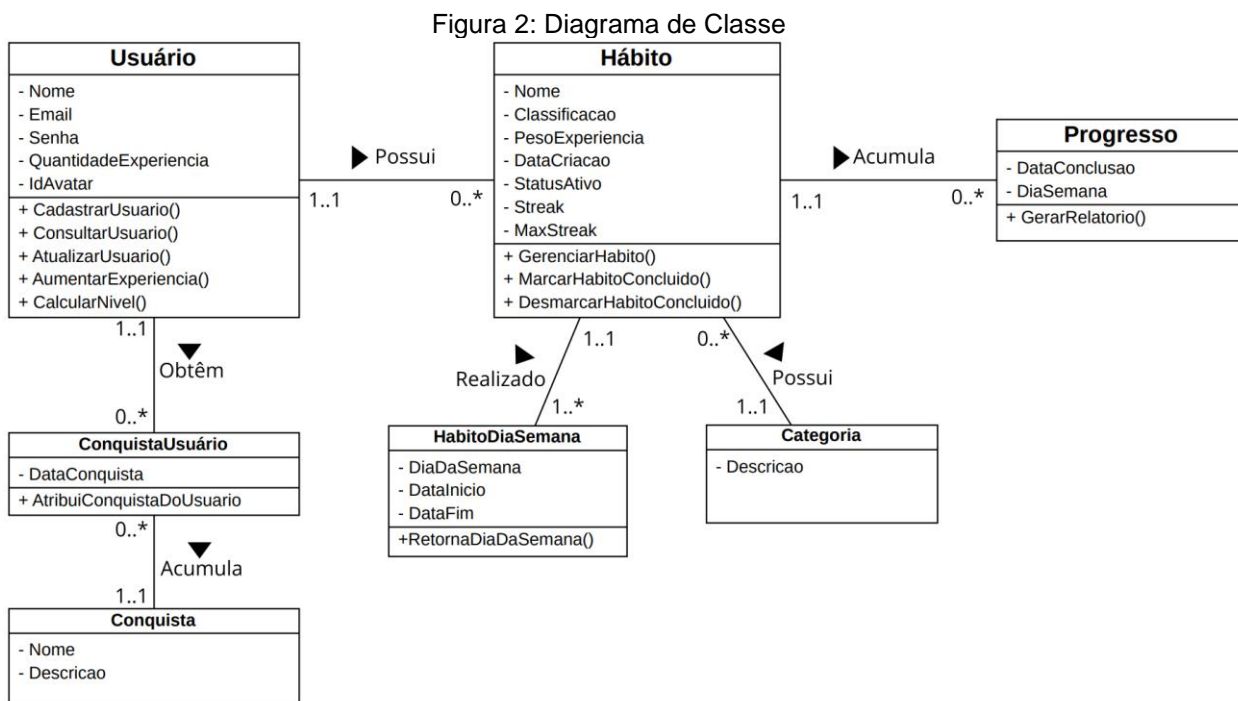 Figura 2: Diagrama de Classe
Usuário
- Nome
- Email
- Senha
- QuantidadeExperiencia
- IdAvatar
+ CadastrarUsuario()
+ ConsultarUsuario()
+ AtualizarUsuario()
+ AumentarExperiencia()
+ CalcularNivel()
Possui
1..1
0..*
Hábito
- Nome
- Classificacao
- PesoExperiencia
- DataCriacao
- StatusAtivo
- Streak
- MaxStreak
+ GerenciarHabito()
+ MarcarHabitoConcluido()
+ DesmarcarHabitoConcluido()
Acumula
1..1
0..*
Progresso
- DataConclusao
- DiaSemana
+ GerarRelatorio()
1..1
Obtêm
0..*
1..1
Realizado
1..*
0..*
Possui
1..1
ConquistaUsuário
- DataConquista
+ AtribuiConquistaDoUsuario
HabitoDiaSemana
- DiaDaSemana
- DataInicio
- DataFim
+RetornaDiaDaSemana()
Categoria
- Descricao
0..*
Acumula
1..1
Conquista
- Nome
- Descricao